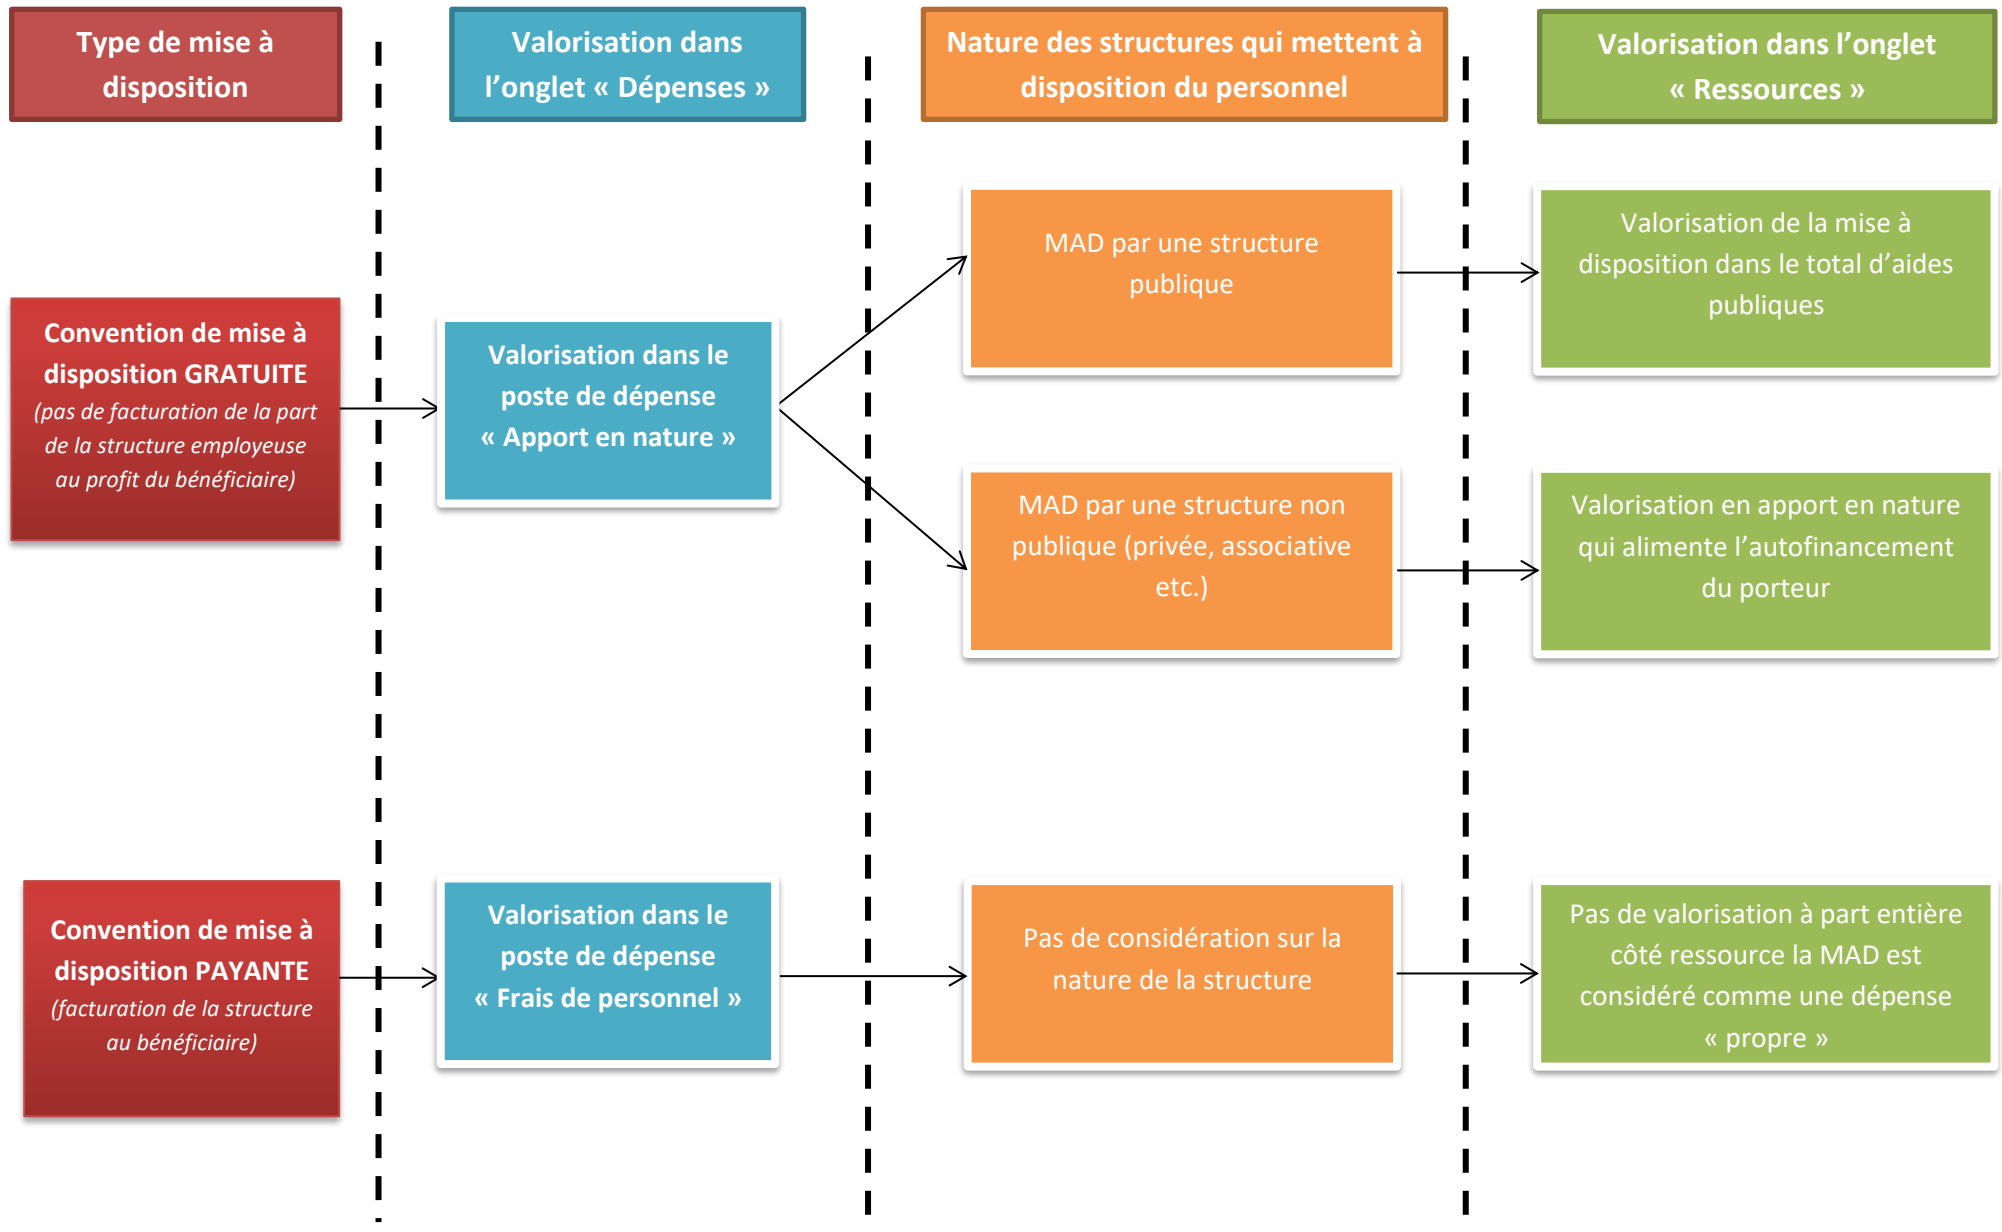 Type de mise à
disposition
Valorisation dans
l’onglet « Dépenses »
Nature des structures qui mettent à
disposition du personnel
Valorisation dans l’onglet
« Ressources »
Convention de mise à
disposition GRATUITE
(pas de facturation de la part
de la structure employeuse
au profit du bénéficiaire)
Valorisation dans le
poste de dépense
« Apport en nature »
MAD par une structure
publique
Valorisation de la mise à
disposition dans le total d’aides
publiques
MAD par une structure non
publique (privée, associative
etc.)
Valorisation en apport en nature
qui alimente l’autofinancement
du porteur
Convention de mise à
disposition PAYANTE
(facturation de la structure
au bénéficiaire)
Valorisation dans le
poste de dépense
« Frais de personnel »
Pas de considération sur la
nature de la structure
Pas de valorisation à part entière
côté ressource la MAD est
considéré comme une dépense
« propre »